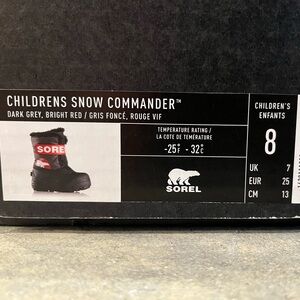 CHILDRENS SNOW COMMANDER™
DARK GREY, BRIGHT RED / GRIS FONCÉ, ROUGE VIF
SOREL
TEMPERATURE RATING /
LA COTE DE TEMÉRATURE
-25°F -32°C
SOREL
CHILDREN'S
ENFANTS
8
UK 7
EUR 25
CM 13